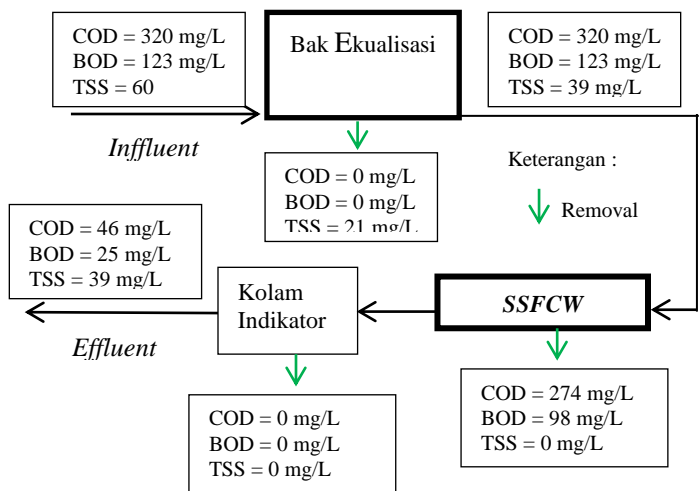 COD = 320 mg/L
BOD = 123 mg/L
TSS = 60
Inffluent
Bak Ekualisasi
COD = 320 mg/L
BOD = 123 mg/L
TSS = 39 mg/L
COD = 0 mg/L
BOD = 0 mg/L
TSS = 21 mg/L
Keterangan :
Removal
COD = 46 mg/L
BOD = 25 mg/L
TSS = 39 mg/L
Effluent
Kolam
Indikator
SSFCW
COD = 0 mg/L
BOD = 0 mg/L
TSS = 0 mg/L
COD = 274 mg/L
BOD = 98 mg/L
TSS = 0 mg/L